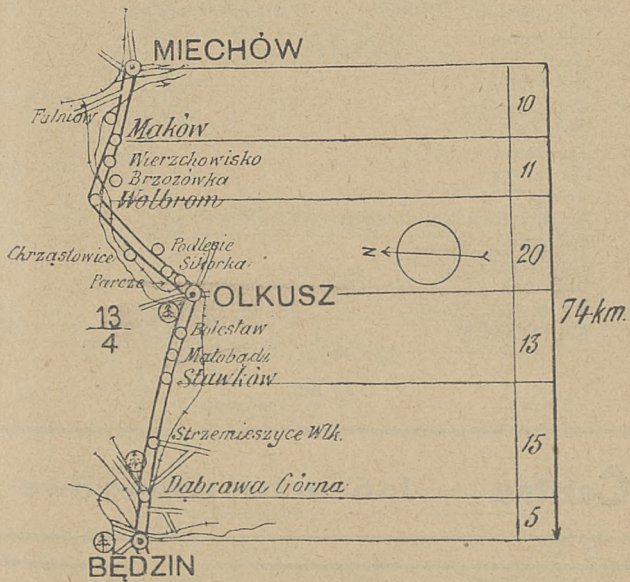 MIECHÓW
Falniów
10
Maków
Wierzchowisko
11
Brzozówka
Wolbrom
Podlesie
Chrząstowice
Sikorka
20
N
Parcze
OLKUSZ
74 km.
13
4
Bolesław
13
Małobądz
Sławków
Strzemieszyce Wlk.
15
Dąbrawa Górna
5
BĘDZIN